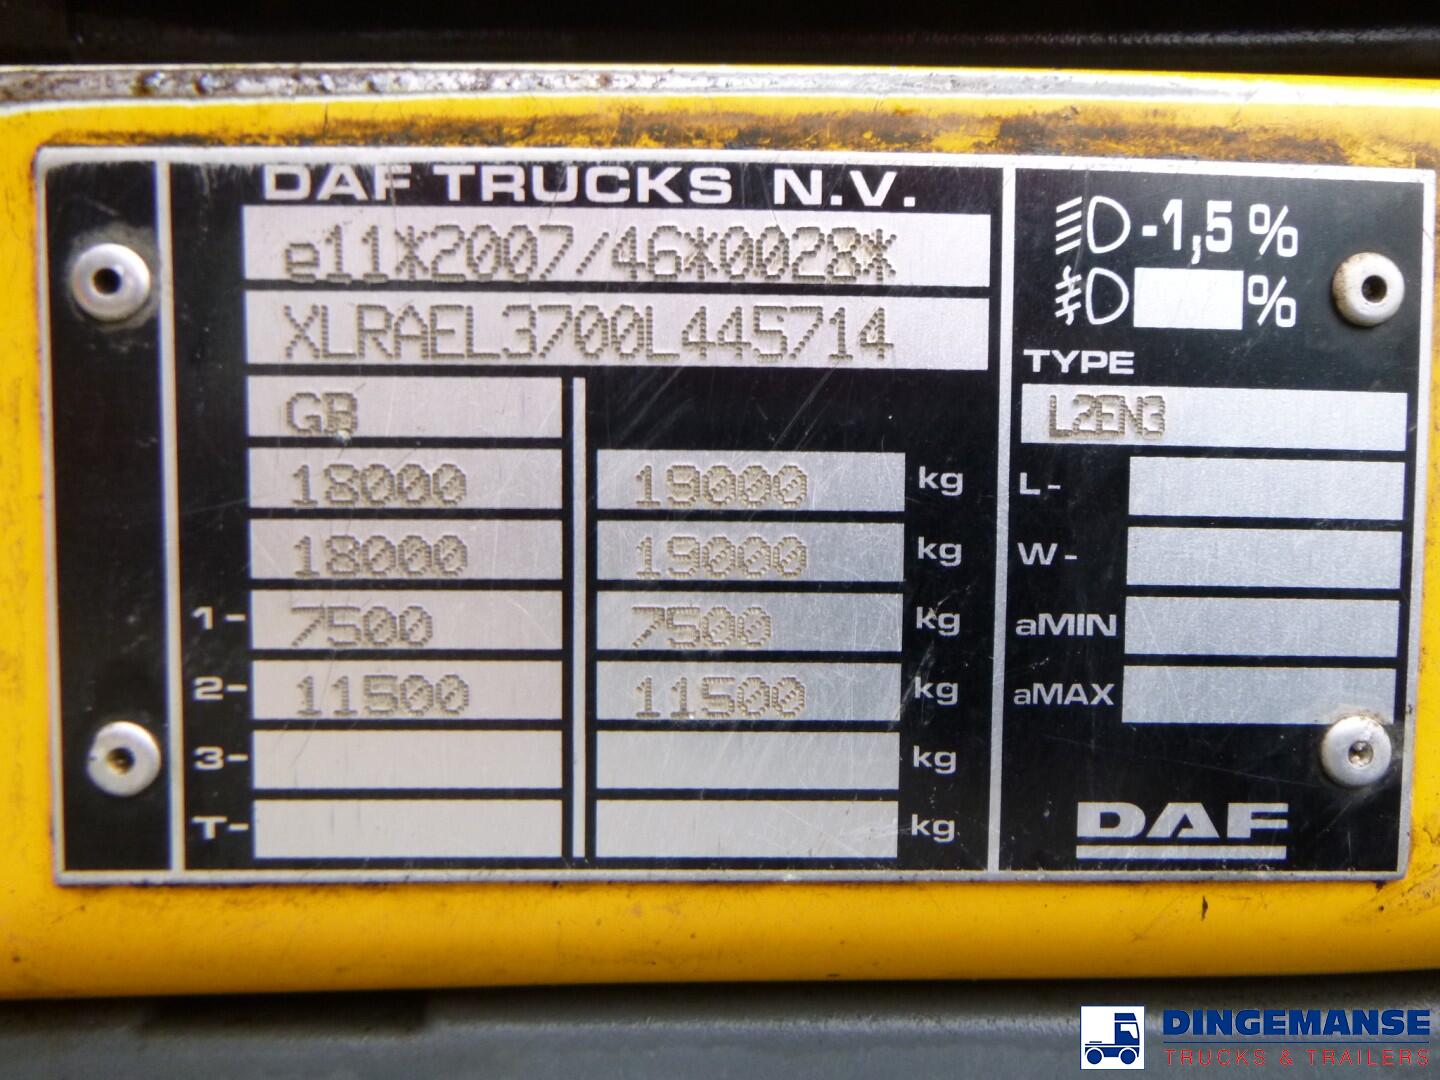 DAF TRUCKS N.V.
e11*2007/46*0028*
XLRAEL3700L445714
GB
18000 19000 kg
18000 19000 kg
1- 7500 7500 kg
2- 11500 11500 kg
3- kg
T- kg
-1,5 %
%
TYPE
L2EN3
L-
W-
aMIN
aMAX
DAF
DINGEMANSE
TRUCKS & TRAILERS